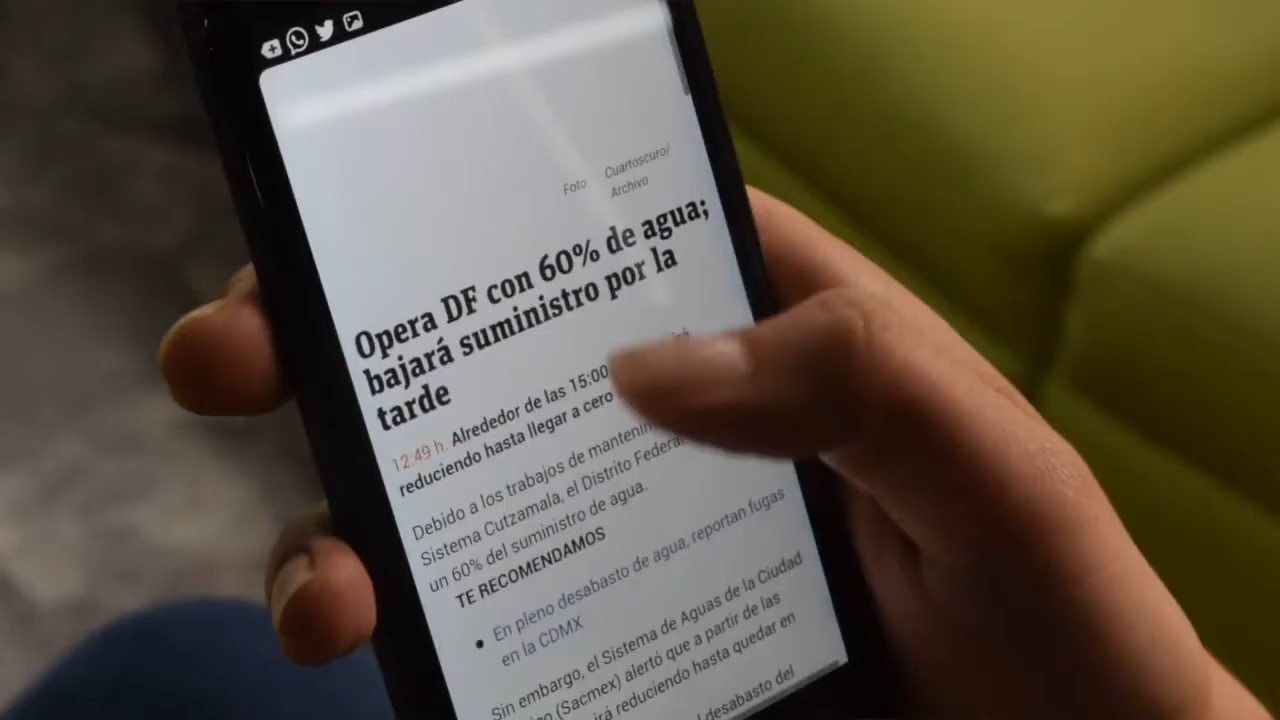 Foto Cuartoscuro/
Archivo
Opera DF con 60% de agua;
bajará suministro por la
tarde
12:49 h. Alrededor de las 15:00
reduciendo hasta llegar a cero
Debido a los trabajos de
Sistema Cutzamala, el Distrito Federal
un 60% del suministro de agua.
TE RECOMENDAMOS
• En pleno desabasto de agua, reportan fugas
en la CDMX
Sin embargo, el Sistema de Aguas de la Ciudad
(Sacmex) alertó que a partir de las
reduciendo hasta quedar en
desabasto del